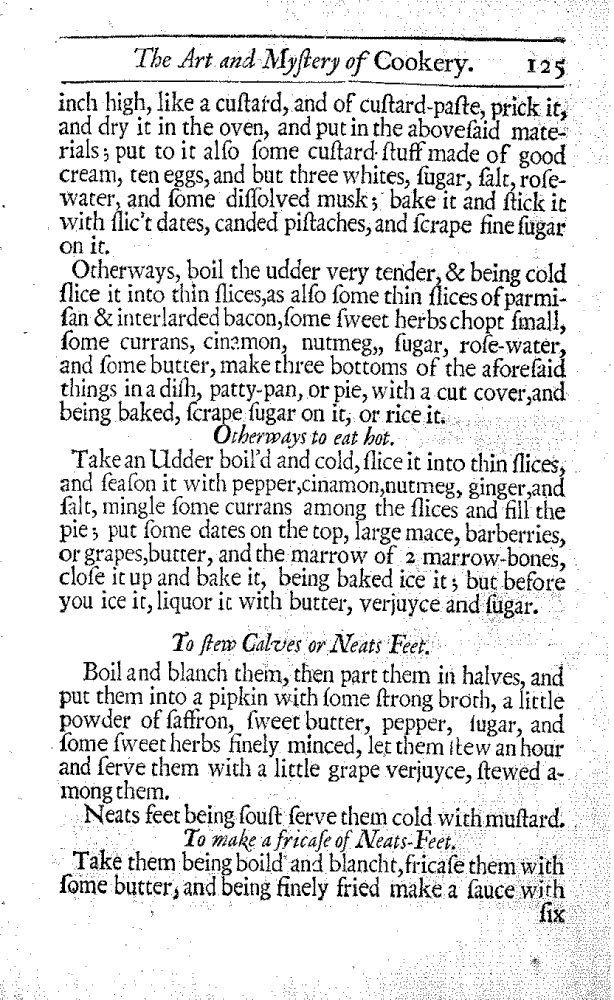 The Art and Myſtery of Cookery. 125
inch high, like a cuſtard, and of cuſtard-paſte, prick it,
and dry it in the oven, and put in the aboveſaid mate-
rials; put to it alſo ſome cuſtard ſtuff made of good
cream, ten eggs, and but three whites, ſugar, ſalt, roſe-
water, and ſome diſſolved musk; bake it and ſtick it
with ſlic't dates, canded piſtaches, and ſcrape fine ſugar
on it.
Otherways, boil the udder very tender, & being cold
ſlice it into thin ſlices, as alſo ſome thin ſlices of parmi-
ſan & interlarded bacon, ſome ſweet herbs chopt ſmall,
ſome currans, cinamon, nutmeg,, ſugar, roſe-water,
and ſome butter, make three bottoms of the aforeſaid
things in a diſh, patty-pan, or pie, with a cut cover, and
being baked, ſcrape ſugar on it, or rice it.
Otherways to eat hot.
Take an Udder boil'd and cold, ſlice it into thin ſlices,
and ſeaſon it with pepper, cinamon, nutmeg, ginger, and
ſalt, mingle ſome currans among the ſlices and fill the
pie; put ſome dates on the top, large mace, barberries,
or grapes, butter, and the marrow of 2 marrow-bones,
cloſe it up and bake it, being baked ice it; but before
you ice it, liquor it with butter, verjuyce and ſugar.
To ſtew Calves or Neats Feet.
Boil and blanch them, then part them in halves, and
put them into a pipkin with ſome ſtrong broth, a little
powder of ſaffron, ſweet butter, pepper, ſugar, and
ſome ſweet herbs finely minced, let them ſtew an hour
and ſerve them with a little grape verjuyce, ſtewed a-
mong them.
Neats feet being ſouſt ſerve them cold with muſtard.
To make a fricaſe of Neats-Feet.
Take them being boild and blancht, fricaſe them with
ſome butter, and being finely fried make a ſauce with
ſix